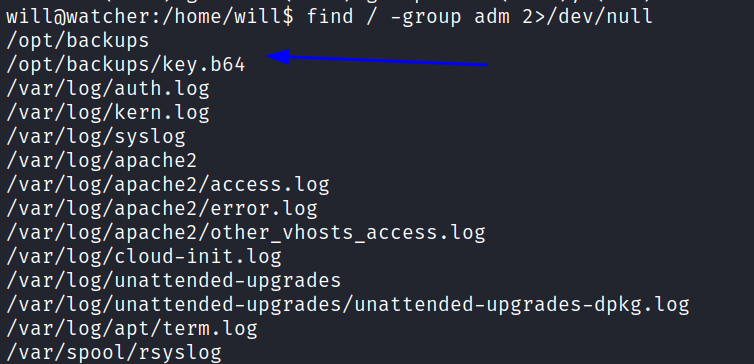 will@watcher:/home/will$ find / -group adm 2>/dev/null
/opt/backups
/opt/backups/key.b64
/var/log/auth.log
/var/log/kern.log
/var/log/syslog
/var/log/apache2
/var/log/apache2/access.log
/var/log/apache2/error.log
/var/log/apache2/other_vhosts_access.log
/var/log/cloud-init.log
/var/log/unattended-upgrades
/var/log/unattended-upgrades/unattended-upgrades-dpkg.log
/var/log/apt/term.log
/var/spool/rsyslog